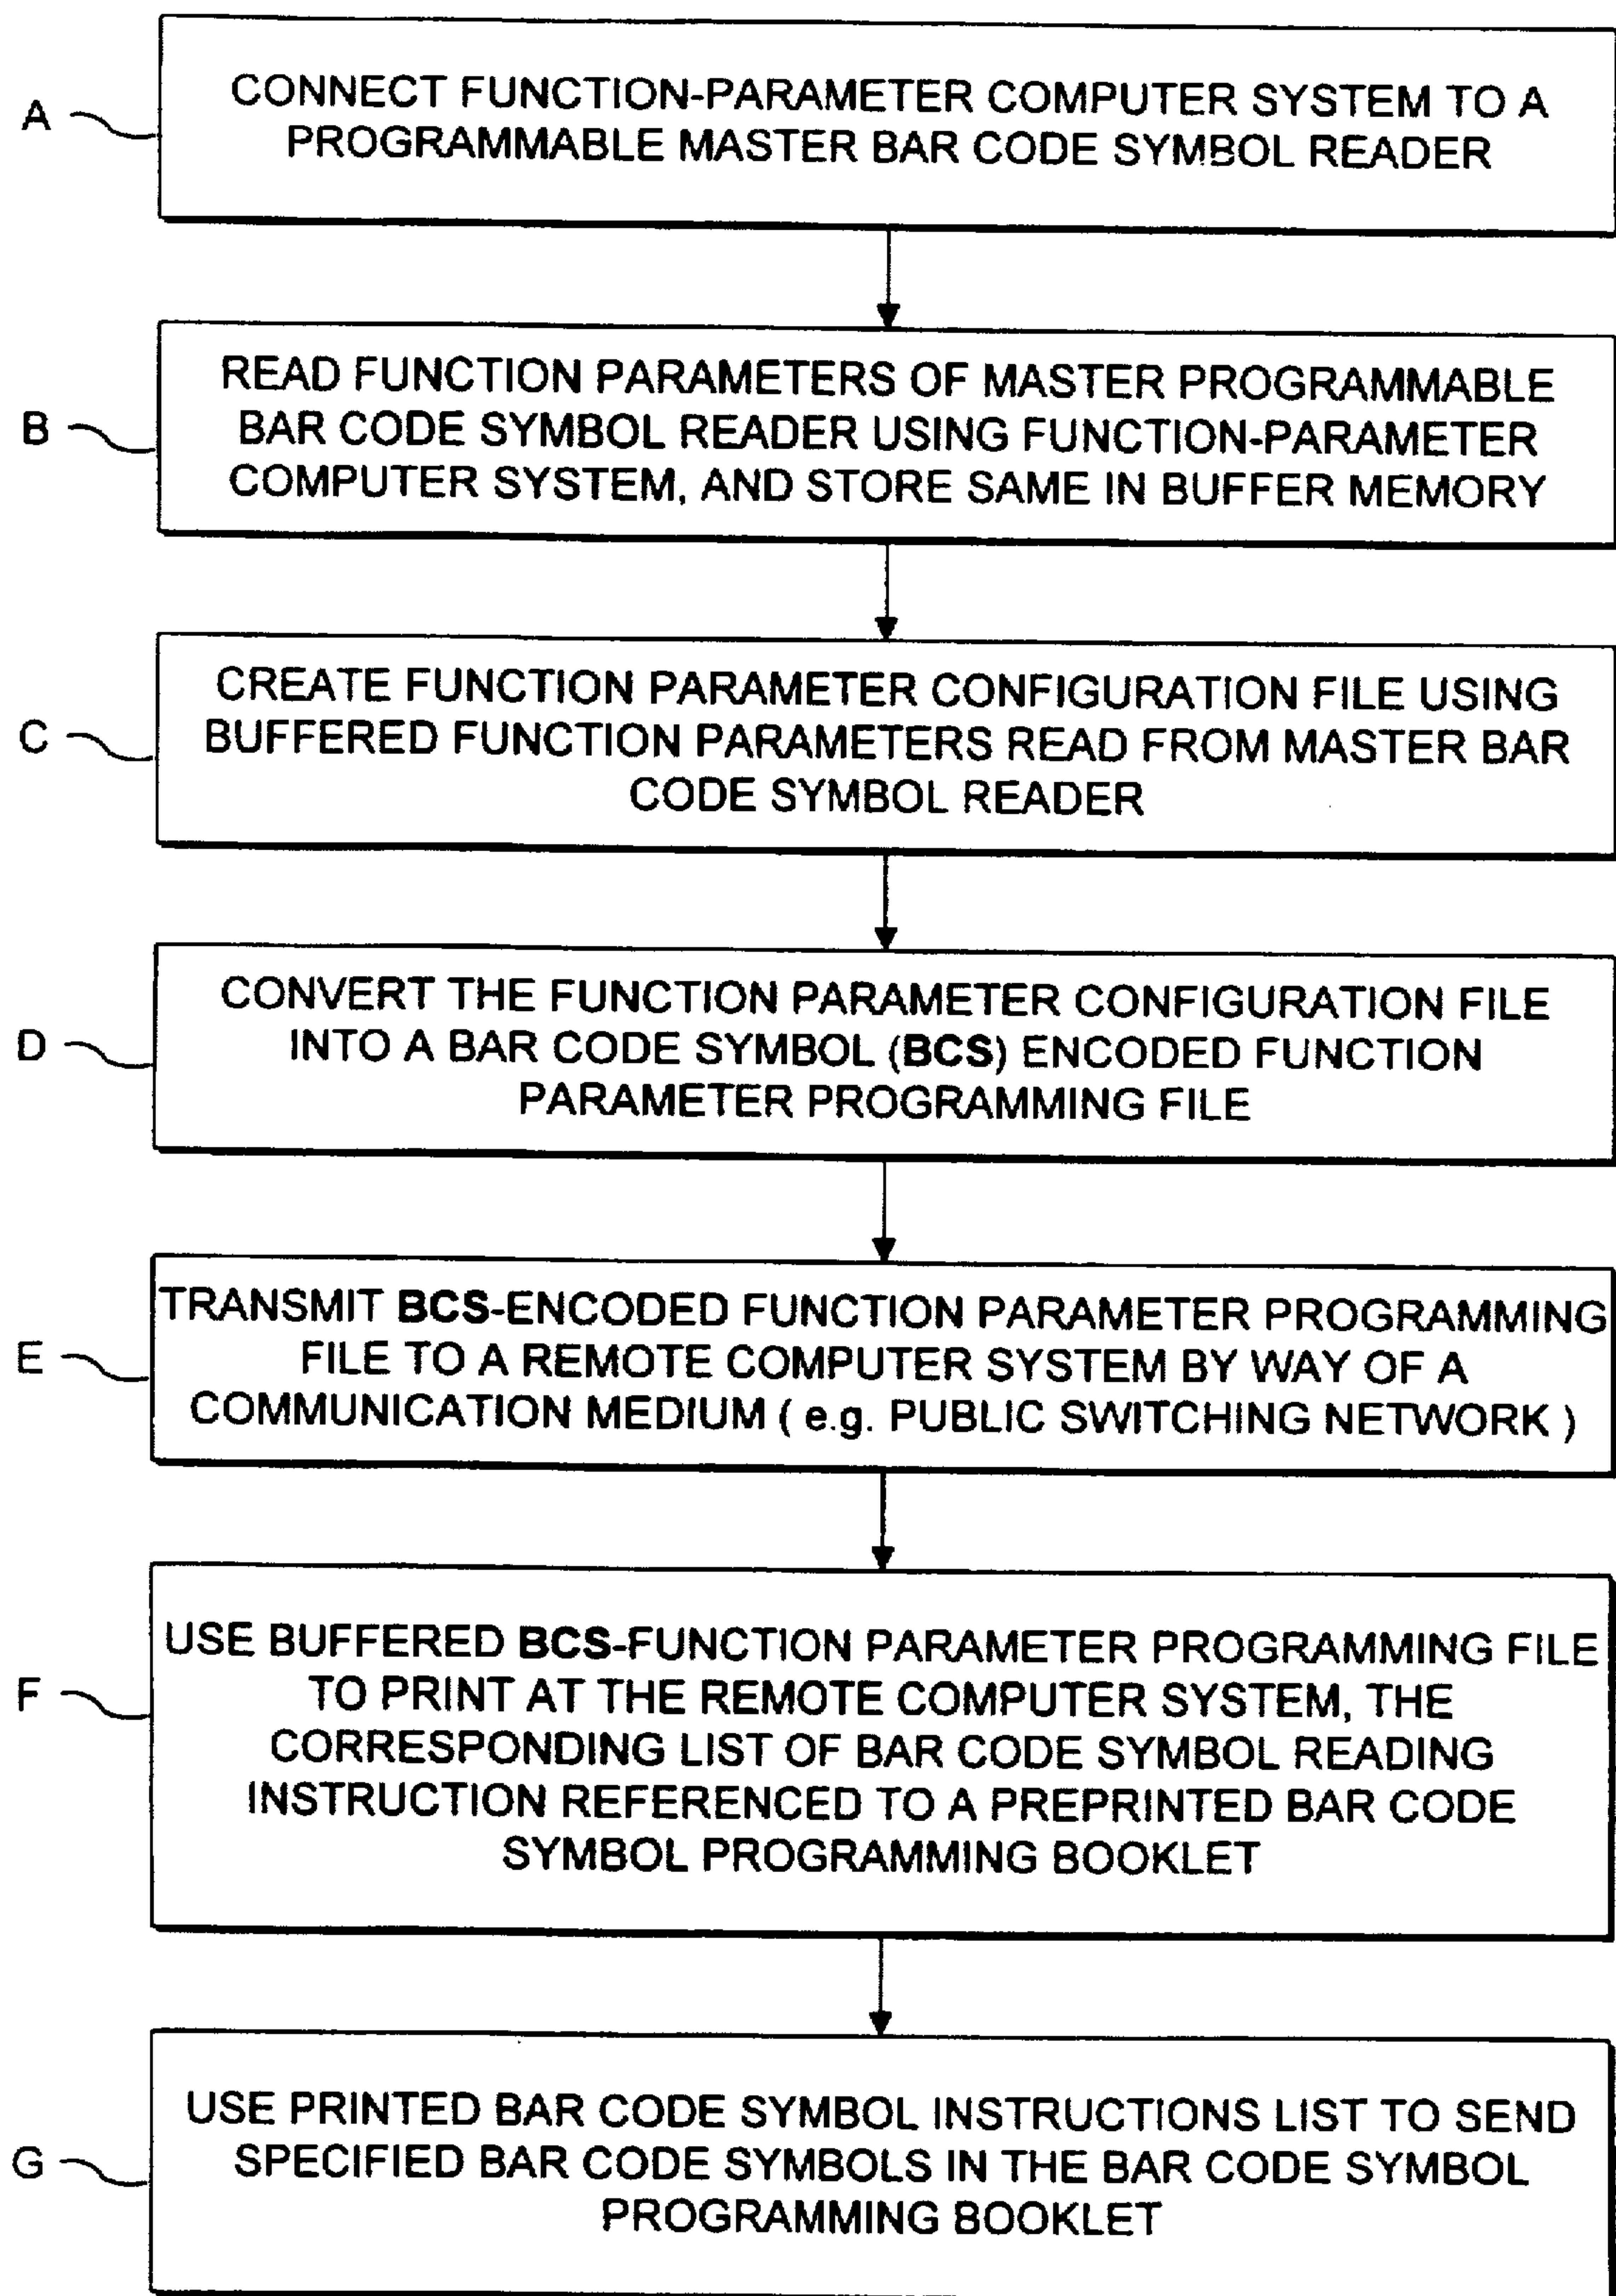 A
CONNECT FUNCTION-PARAMETER COMPUTER SYSTEM TO A
PROGRAMMABLE MASTER BAR CODE SYMBOL READER
B
READ FUNCTION PARAMETERS OF MASTER PROGRAMMABLE
BAR CODE SYMBOL READER USING FUNCTION-PARAMETER
COMPUTER SYSTEM, AND STORE SAME IN BUFFER MEMORY
C
CREATE FUNCTION PARAMETER CONFIGURATION FILE USING
BUFFERED FUNCTION PARAMETERS READ FROM MASTER BAR
CODE SYMBOL READER
D
CONVERT THE FUNCTION PARAMETER CONFIGURATION FILE
INTO A BAR CODE SYMBOL (BCS) ENCODED FUNCTION
PARAMETER PROGRAMMING FILE
E
TRANSMIT BCS-ENCODED FUNCTION PARAMETER PROGRAMMING
FILE TO A REMOTE COMPUTER SYSTEM BY WAY OF A
COMMUNICATION MEDIUM ( e.g. PUBLIC SWITCHING NETWORK )
F
USE BUFFERED BCS-FUNCTION PARAMETER PROGRAMMING FILE
TO PRINT AT THE REMOTE COMPUTER SYSTEM, THE
CORRESPONDING LIST OF BAR CODE SYMBOL READING
INSTRUCTION REFERENCED TO A PREPRINTED BAR CODE
SYMBOL PROGRAMMING BOOKLET
G
USE PRINTED BAR CODE SYMBOL INSTRUCTIONS LIST TO SEND
SPECIFIED BAR CODE SYMBOLS IN THE BAR CODE SYMBOL
PROGRAMMING BOOKLET